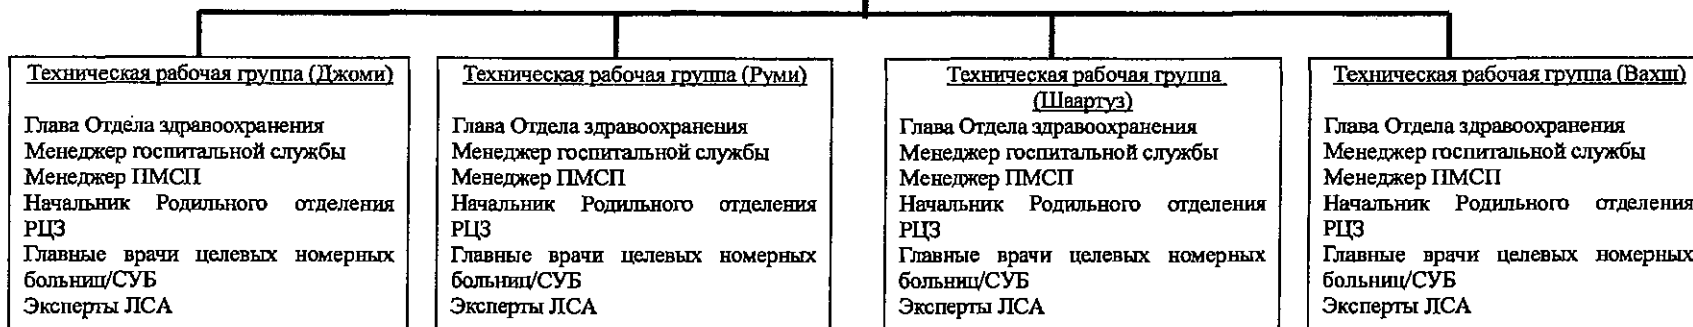 Техническая рабочая группа (Джоми)
Глава Отдела здравоохранения
Менеджер госпитальной службы
Менеджер ПМСП
Начальник Родильного отделения
РЦЗ
Главные врачи целевых номерных
больниц/СУБ
Эксперты ЛСА
Техническая рабочая группа (Руми)
Глава Отдела здравоохранения
Менеджер госпитальной службы
Менеджер ПМСП
Начальник Родильного отделения
РЦЗ
Главные врачи целевых номерных
больниц/СУБ
Эксперты ЛСА
Техническая рабочая группа
(Шаартуз)
Глава Отдела здравоохранения
Менеджер госпитальной службы
Менеджер ПМСП
Начальник Родильного отделения
РЦЗ
Главные врачи целевых номерных
больниц/СУБ
Эксперты ЛСА
Техническая рабочая группа (Вахш)
Глава Отдела здравоохранения
Менеджер госпитальной службы
Менеджер ПМСП
Начальник Родильного отделения
РЦЗ
Главные врачи целевых номерных
больниц/СУБ
Эксперты ЛСА